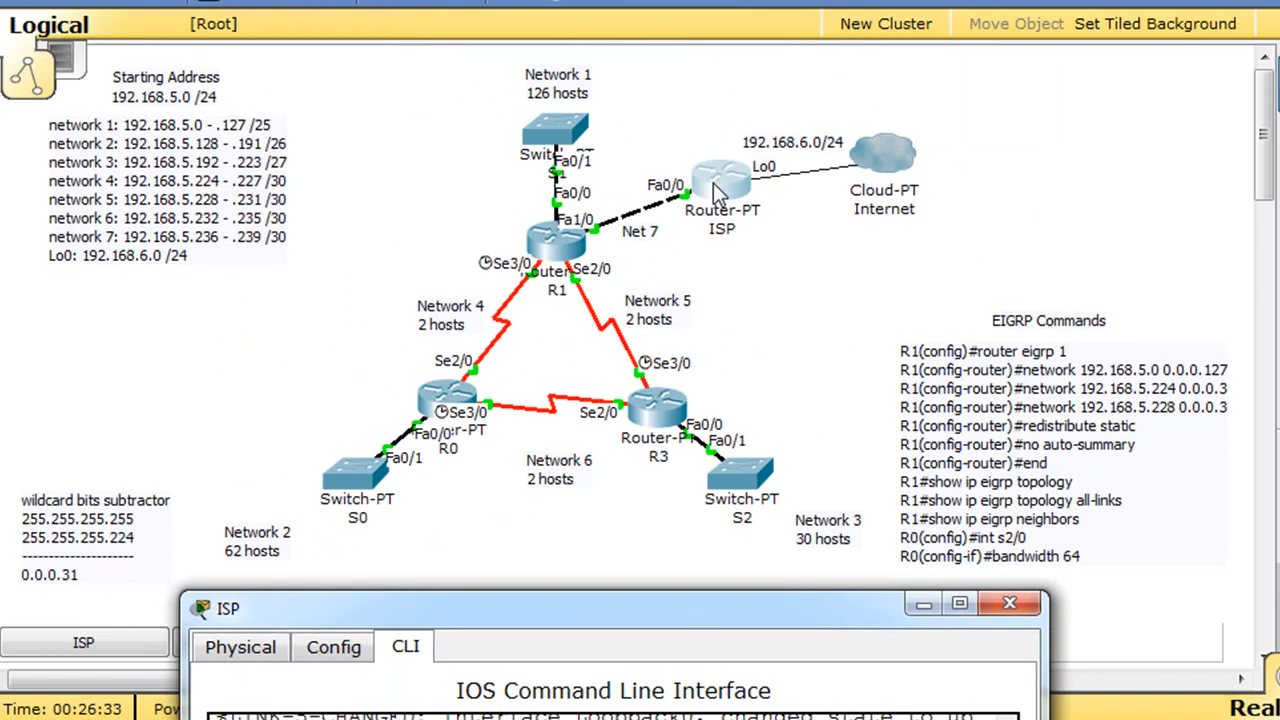 Logical
[Root]
New Cluster
Move Object
Set Tiled Background
Starting Address
192.168.5.0 /24
network 1: 192.168.5.0 - .127 /25
network 2: 192.168.5.128 - .191 /26
network 3: 192.168.5.192 - .223 /27
network 4: 192.168.5.224 - .227 /30
network 5: 192.168.5.228 - .231 /30
network 6: 192.168.5.232 - .235 /30
network 7: 192.168.5.236 - .239 /30
Lo0: 192.168.6.0 /24
Network 1
126 hosts
Fa0/1
Fa0/0
Fa1/0
R1
Se3/0
Se2/0
Net 7
Fa0/0
Router-PT
ISP
192.168.6.0/24
Lo0
Cloud-PT
Internet
Network 4
2 hosts
Network 5
2 hosts
Se2/0
Se3/0
Se3/0
Se2/0
Fa0/0
R0
Fa0/1
Fa0/0
Fa0/1
R3
Network 6
2 hosts
Switch-PT
S0
Switch-PT
S2
Network 2
62 hosts
Network 3
30 hosts
EIGRP Commands
R1(config)#router eigrp 1
R1(config-router)#network 192.168.5.0 0.0.0.127
R1(config-router)#network 192.168.5.224 0.0.0.3
R1(config-router)#network 192.168.5.228 0.0.0.3
R1(config-router)#redistribute static
R1(config-router)#no auto-summary
R1(config-router)#end
R1#show ip eigrp topology
R1#show ip eigrp topology all-links
R1#show ip eigrp neighbors
R0(config)#int s2/0
R0(config-if)#bandwidth 64
wildcard bits subtractor
255.255.255.255
255.255.255.224
---------------------
0.0.0.31
ISP
ISP
Physical
Config
CLI
IOS Command Line Interface
Time: 00:26:33